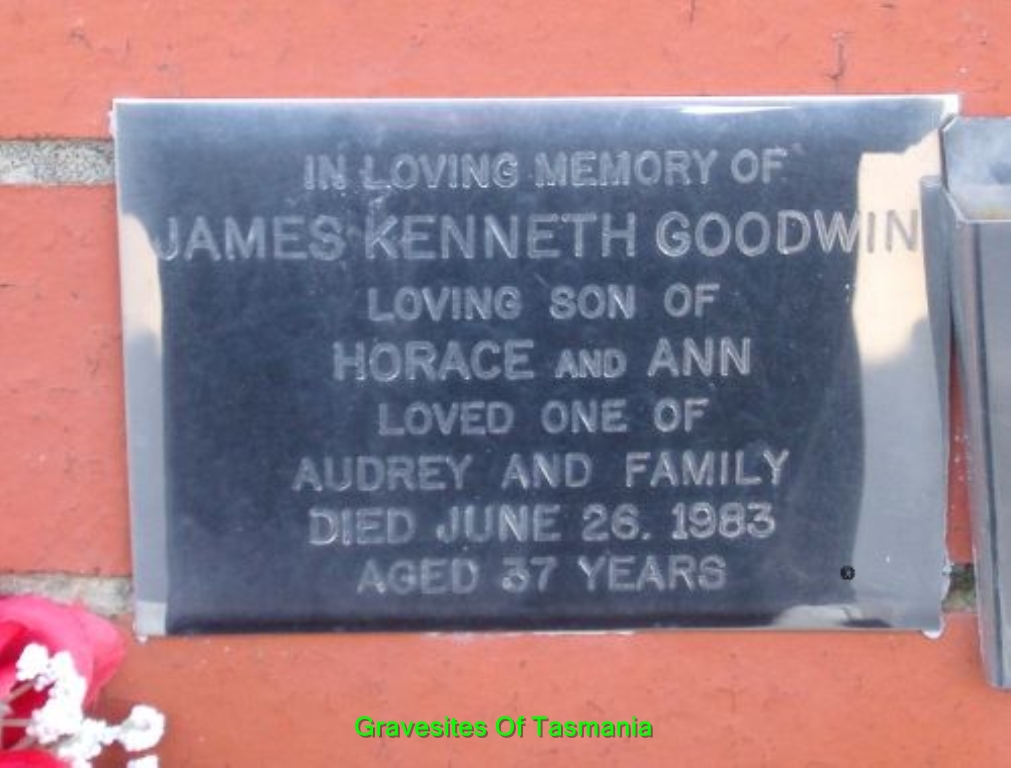 IN LOVING MEMORY OF
JAMES KENNETH GOODWIN
LOVING SON OF
HORACE AND ANN
LOVED ONE OF
AUDREY AND FAMILY
DIED JUNE 26. 1983
AGED 37 YEARS
Gravesites Of Tasmania